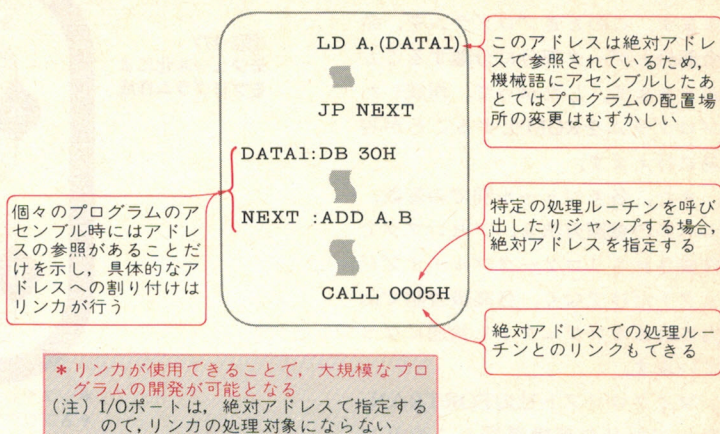 LD A,(DATA1)
JP NEXT
DATA1:DB 30H
NEXT :ADD A,B
CALL 0005H
このアドレスは絶対アドレ
スで参照されているため,
機械語にアセンブルしたあ
とではプログラムの配置場
所の変更はむずかしい
個々のプログラムのア
センブル時にはアドレ
スの参照があることだ
けを示し, 具体的なア
ドレスへの割り付けは
リンカが行う
特定の処理ルーチンを呼び
出したりジャンプする場合,
絶対アドレスを指定する
絶対アドレスでの処理ルー
チンとのリンクもできる
*リンカが使用できることで, 大規模なプロ
グラムの開発が可能となる
(注) I/Oポートは, 絶対アドレスで指定する
ので, リンカの処理対象にならない